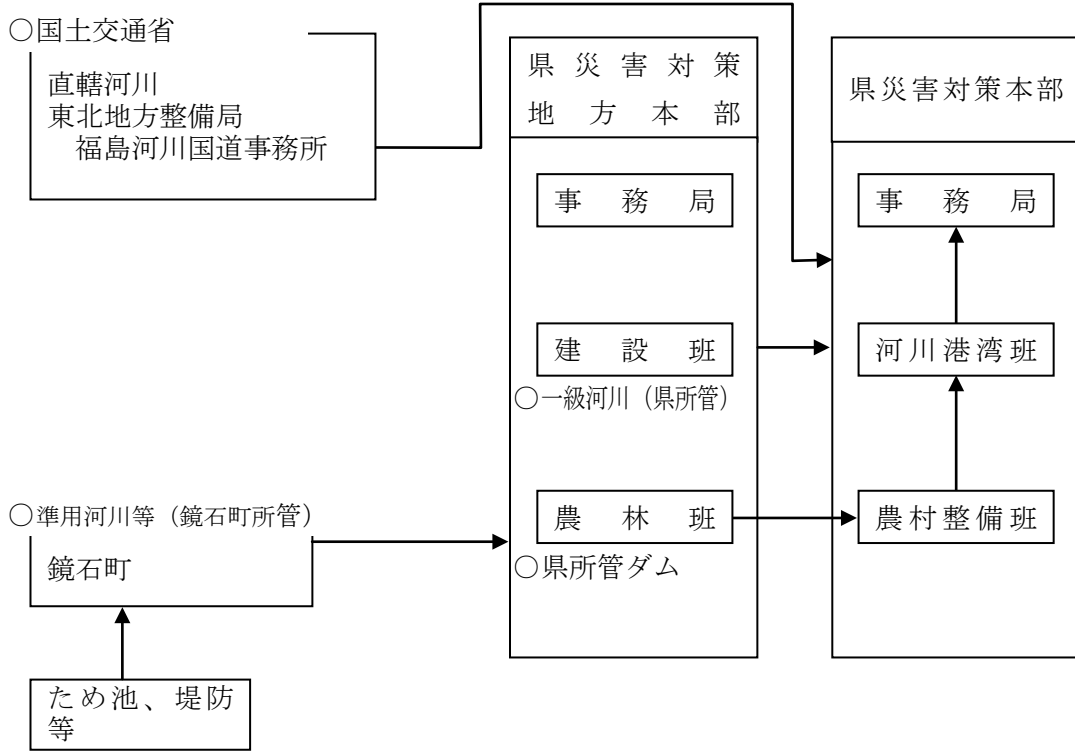 ○国土交通省
直轄河川
東北地方整備局
福島河川国道事務所
県災害対策
地方本部
事務局
建設班
○一級河川（県所管）
農林班
○県所管ダム
県災害対策本部
事務局
河川港湾班
農村整備班
○準用河川等（鏡石町所管）
鏡石町
ため池、堤防
等